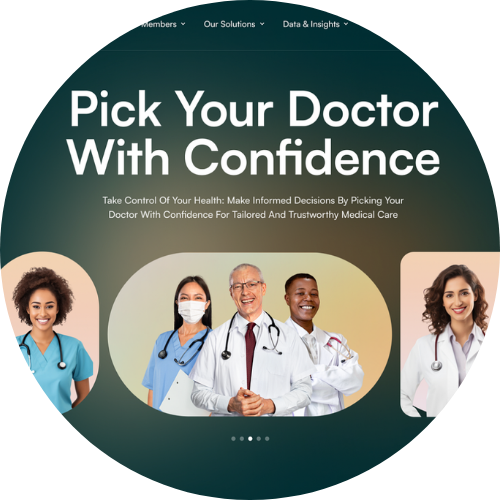 Members Our Solutions Data & Insights
Pick Your Doctor
With Confidence
Take Control Of Your Health: Make Informed Decisions By Picking Your
Doctor With Confidence For Tailored And Trustworthy Medical Care